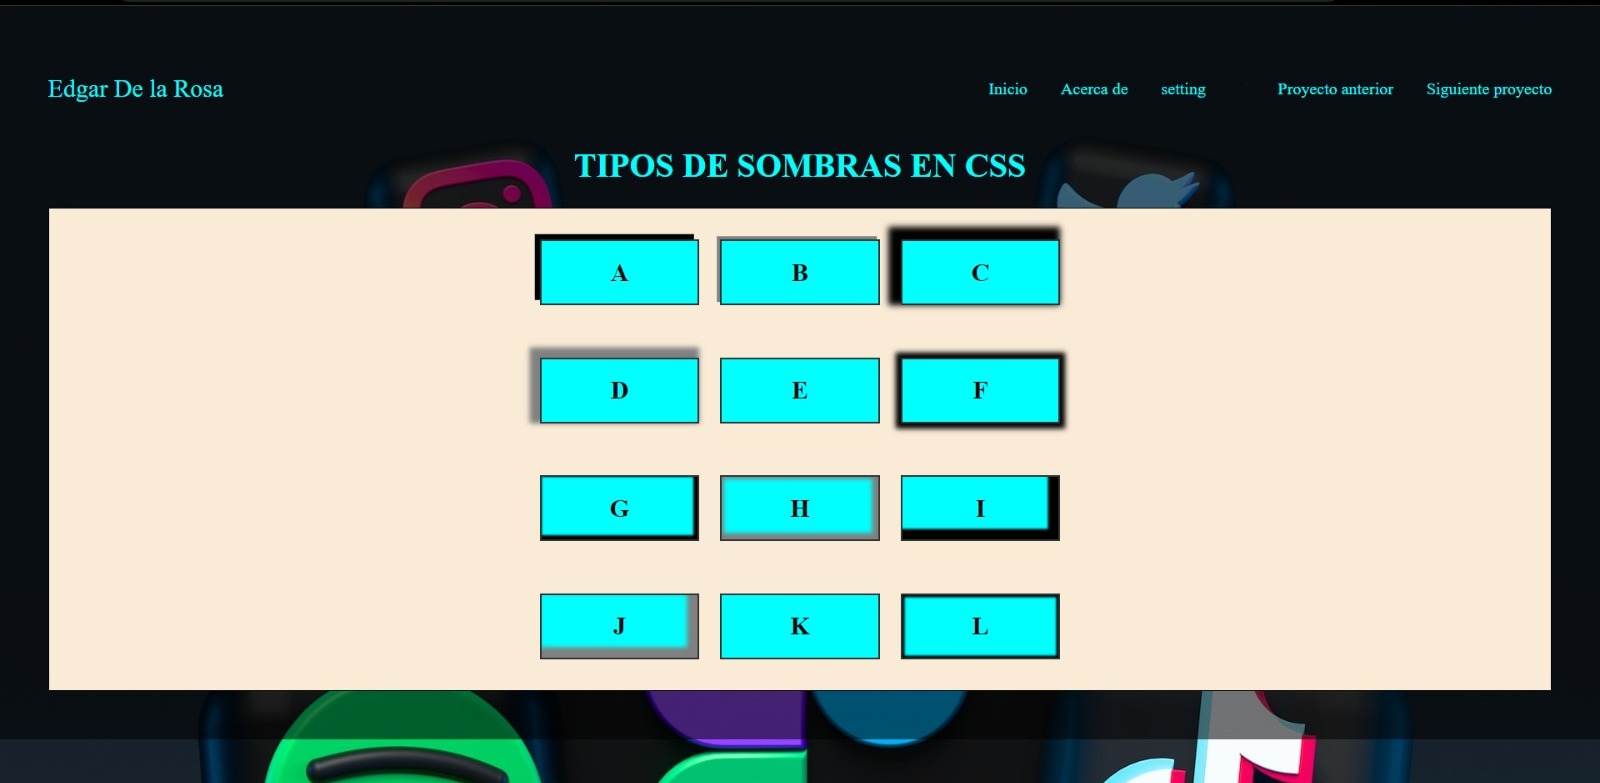 Edgar De la Rosa
Inicio Acerca de setting Proyecto anterior Siguiente proyecto
TIPOS DE SOMBRAS EN CSS
A B C
D E F
G H I
J K L